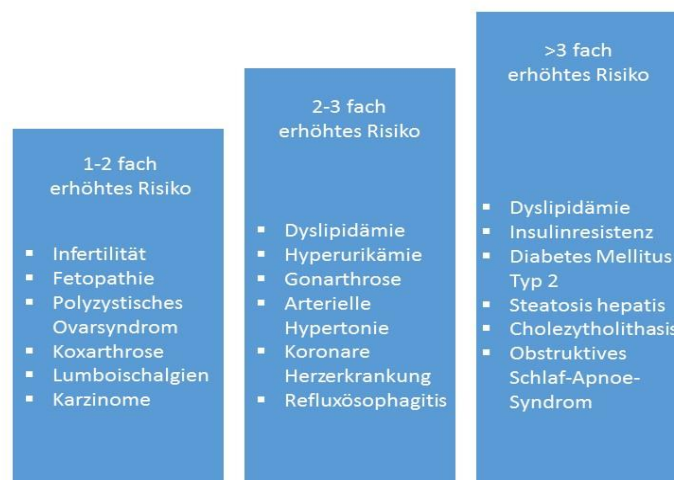 1-2 fach
erhöhtes Risiko
▪ Infertilität
▪ Fetopathie
▪ Polyzystisches
Ovarsyndrom
▪ Koxarthrose
▪ Lumboischalgien
▪ Karzinome
2-3 fach
erhöhtes Risiko
▪ Dyslipidämie
▪ Hyperurikämie
▪ Gonarthrose
▪ Arterielle
Hypertonie
▪ Koronare
Herzerkrankung
▪ Refluxösophagitis
>3 fach
erhöhtes Risiko
▪ Dyslipidämie
▪ Insulinresistenz
▪ Diabetes Mellitus
Typ 2
▪ Steatosis hepatis
▪ Cholezytholithasis
▪ Obstruktives
Schlaf-Apnoe-
Syndrom